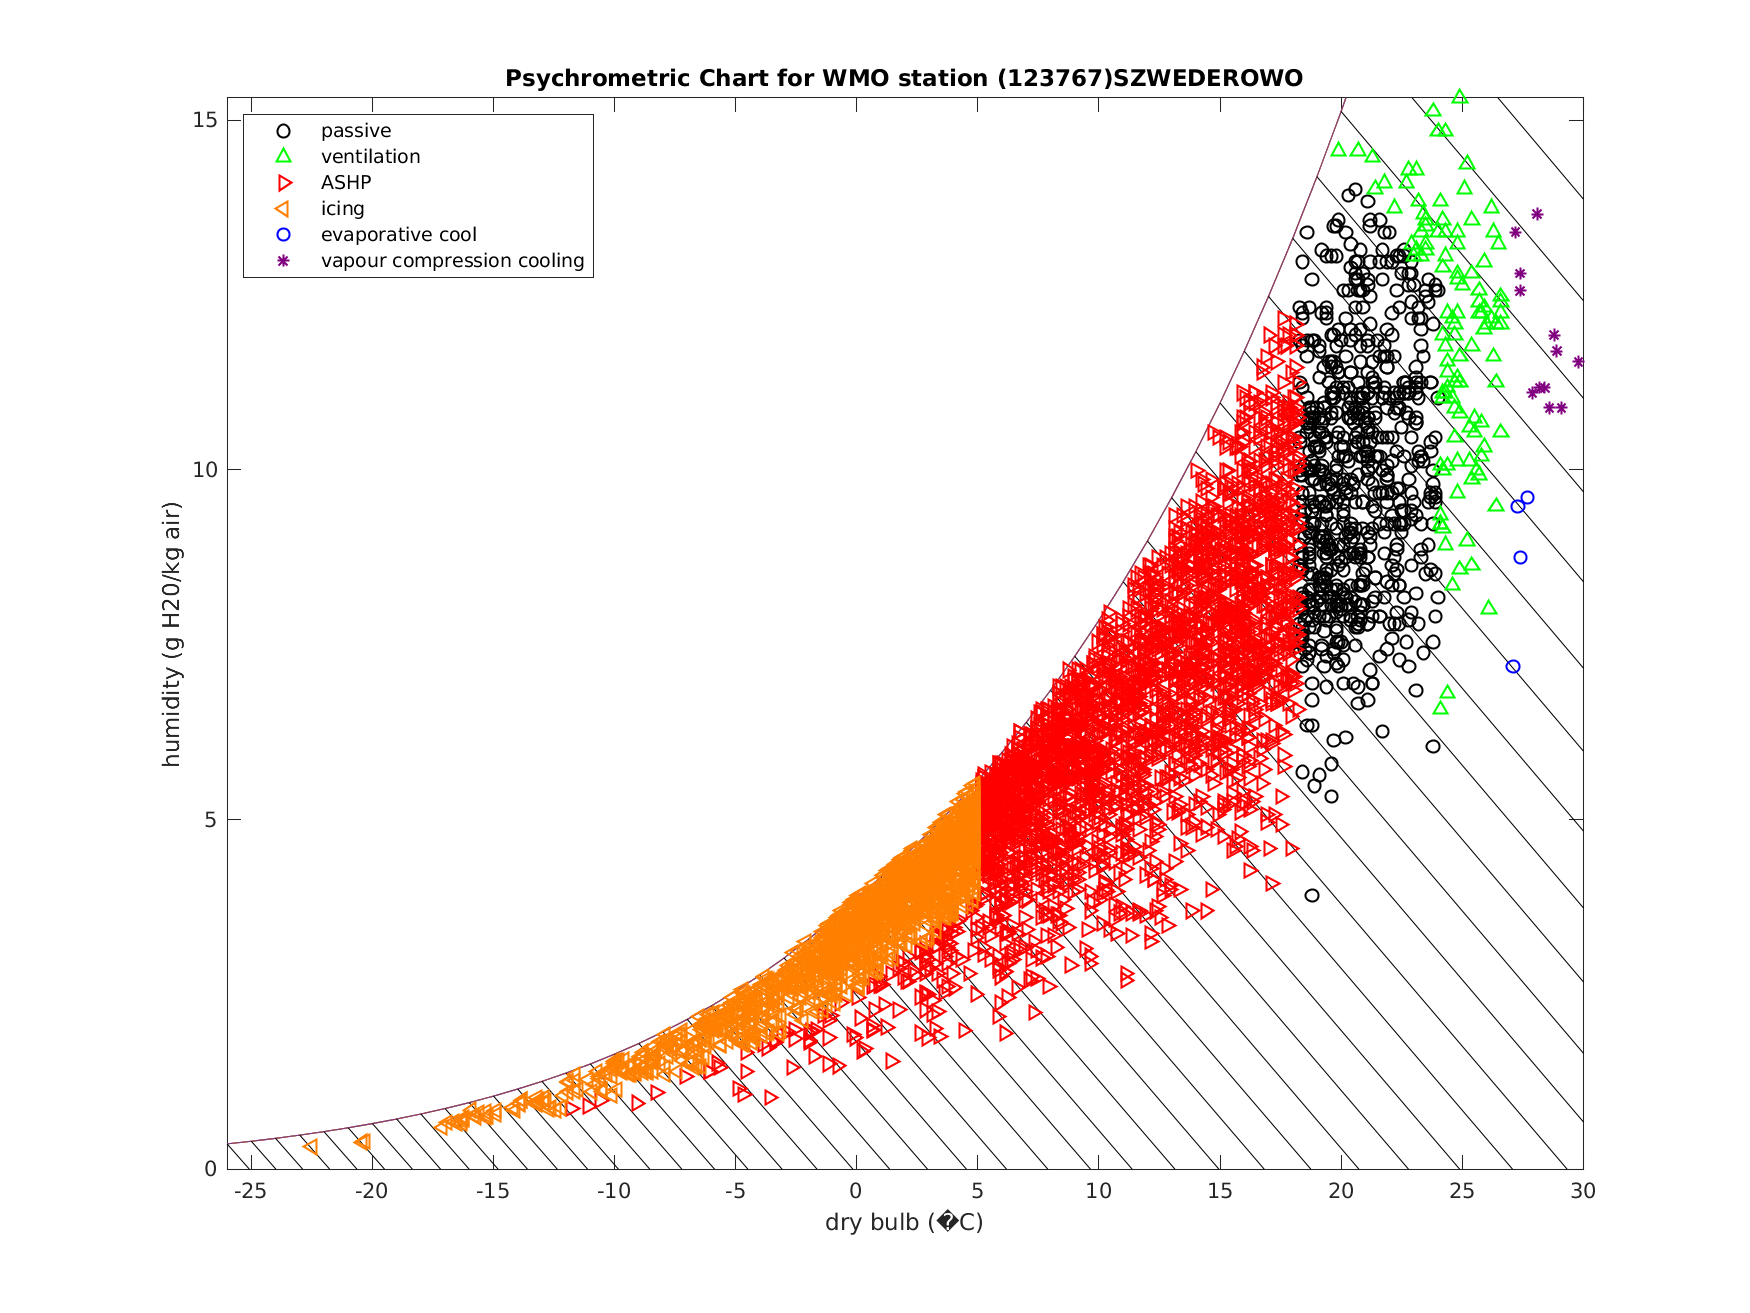 Psychrometric Chart for WMO station (123767)SZWEDEROWO
passive
ventilation
ASHP
icing
evaporative cool
vapour compression cooling
humidity (g H20/kg air)
15
10
5
0
-25 -20 -15 -10 -5 0 5 10 15 20 25 30
dry bulb (�C)